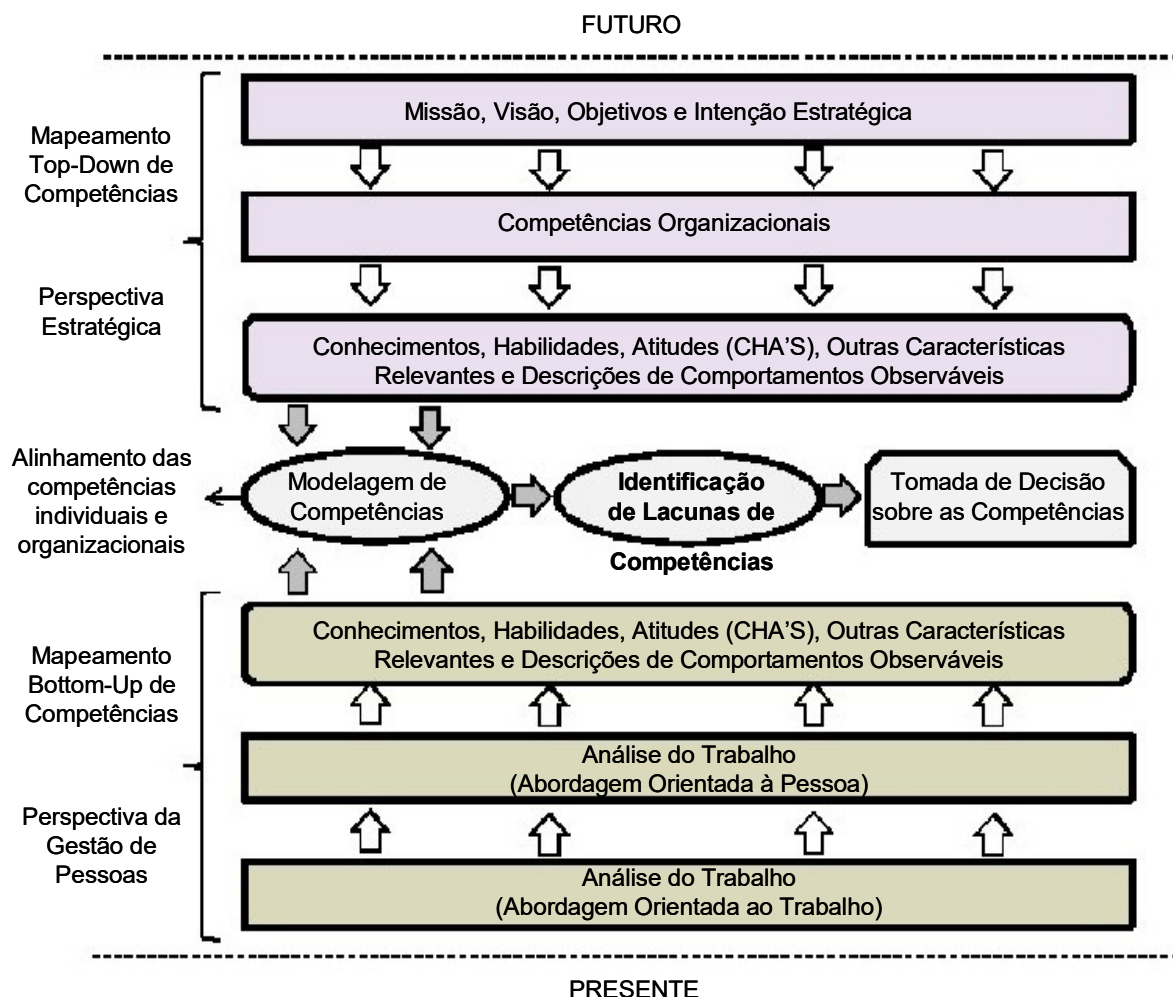 FUTURO
Mapeamento
Top-Down de
Competências
Perspectiva
Estratégica
Missão, Visão, Objetivos e Intenção Estratégica
Competências Organizacionais
Conhecimentos, Habilidades, Atitudes (CHA'S), Outras Características
Relevantes e Descrições de Comportamentos Observáveis
Alinhamento das
competências
individuais e
organizacionais
Modelagem de
Competências
Identificação
de Lacunas de
Competências
Tomada de Decisão
sobre as Competências
Mapeamento
Bottom-Up de
Competências
Perspectiva da
Gestão de
Pessoas
Conhecimentos, Habilidades, Atitudes (CHA'S), Outras Características
Relevantes e Descrições de Comportamentos Observáveis
Análise do Trabalho
(Abordagem Orientada à Pessoa)
Análise do Trabalho
(Abordagem Orientada ao Trabalho)
PRESENTE